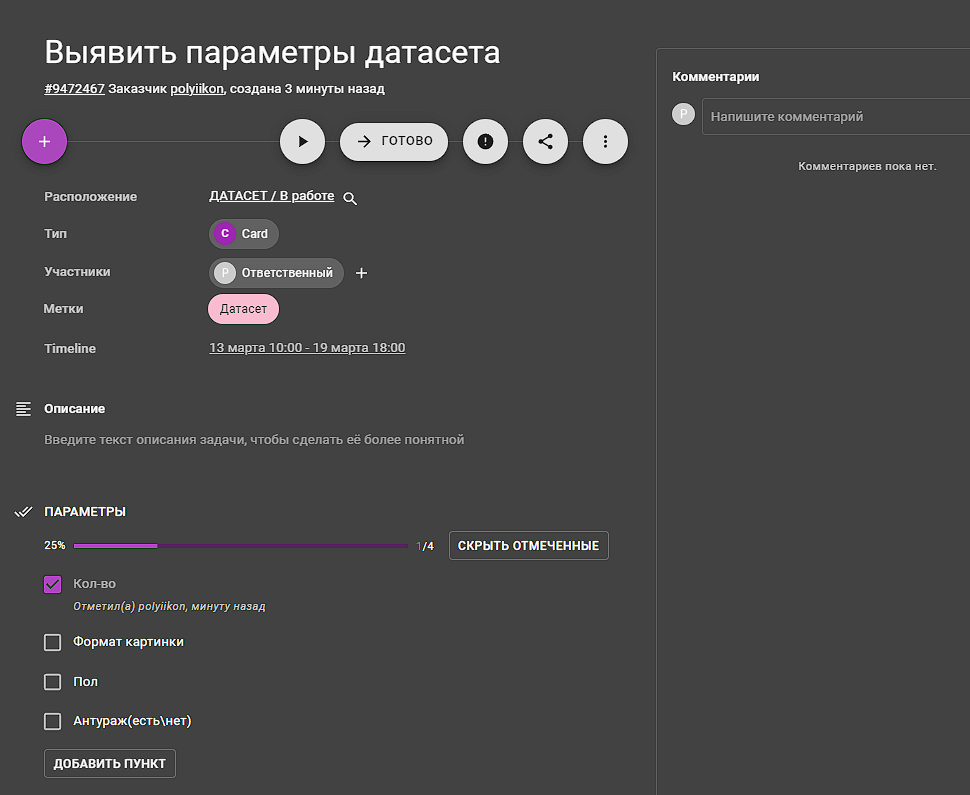 Выявить параметры датасета
#9472467 Заказчик polyiikon, создана 3 минуты назад
ГОТОВО
Расположение ДАТАСЕТ / В работе
Тип C Card
Участники P Ответственный
Метки Датасет
Timeline 13 марта 10:00 - 19 марта 18:00
Описание
Введите текст описания задачи, чтобы сделать её более понятной
ПАРАМЕТРЫ
25% 1/4 СКРЫТЬ ОТМЕЧЕННЫЕ
Кол-во
Отметил(а) polyiikon, минуту назад
Формат картинки
Пол
Антураж(есть\нет)
ДОБАВИТЬ ПУНКТ
Комментарии
P Напишите комментарий
Комментариев пока нет.